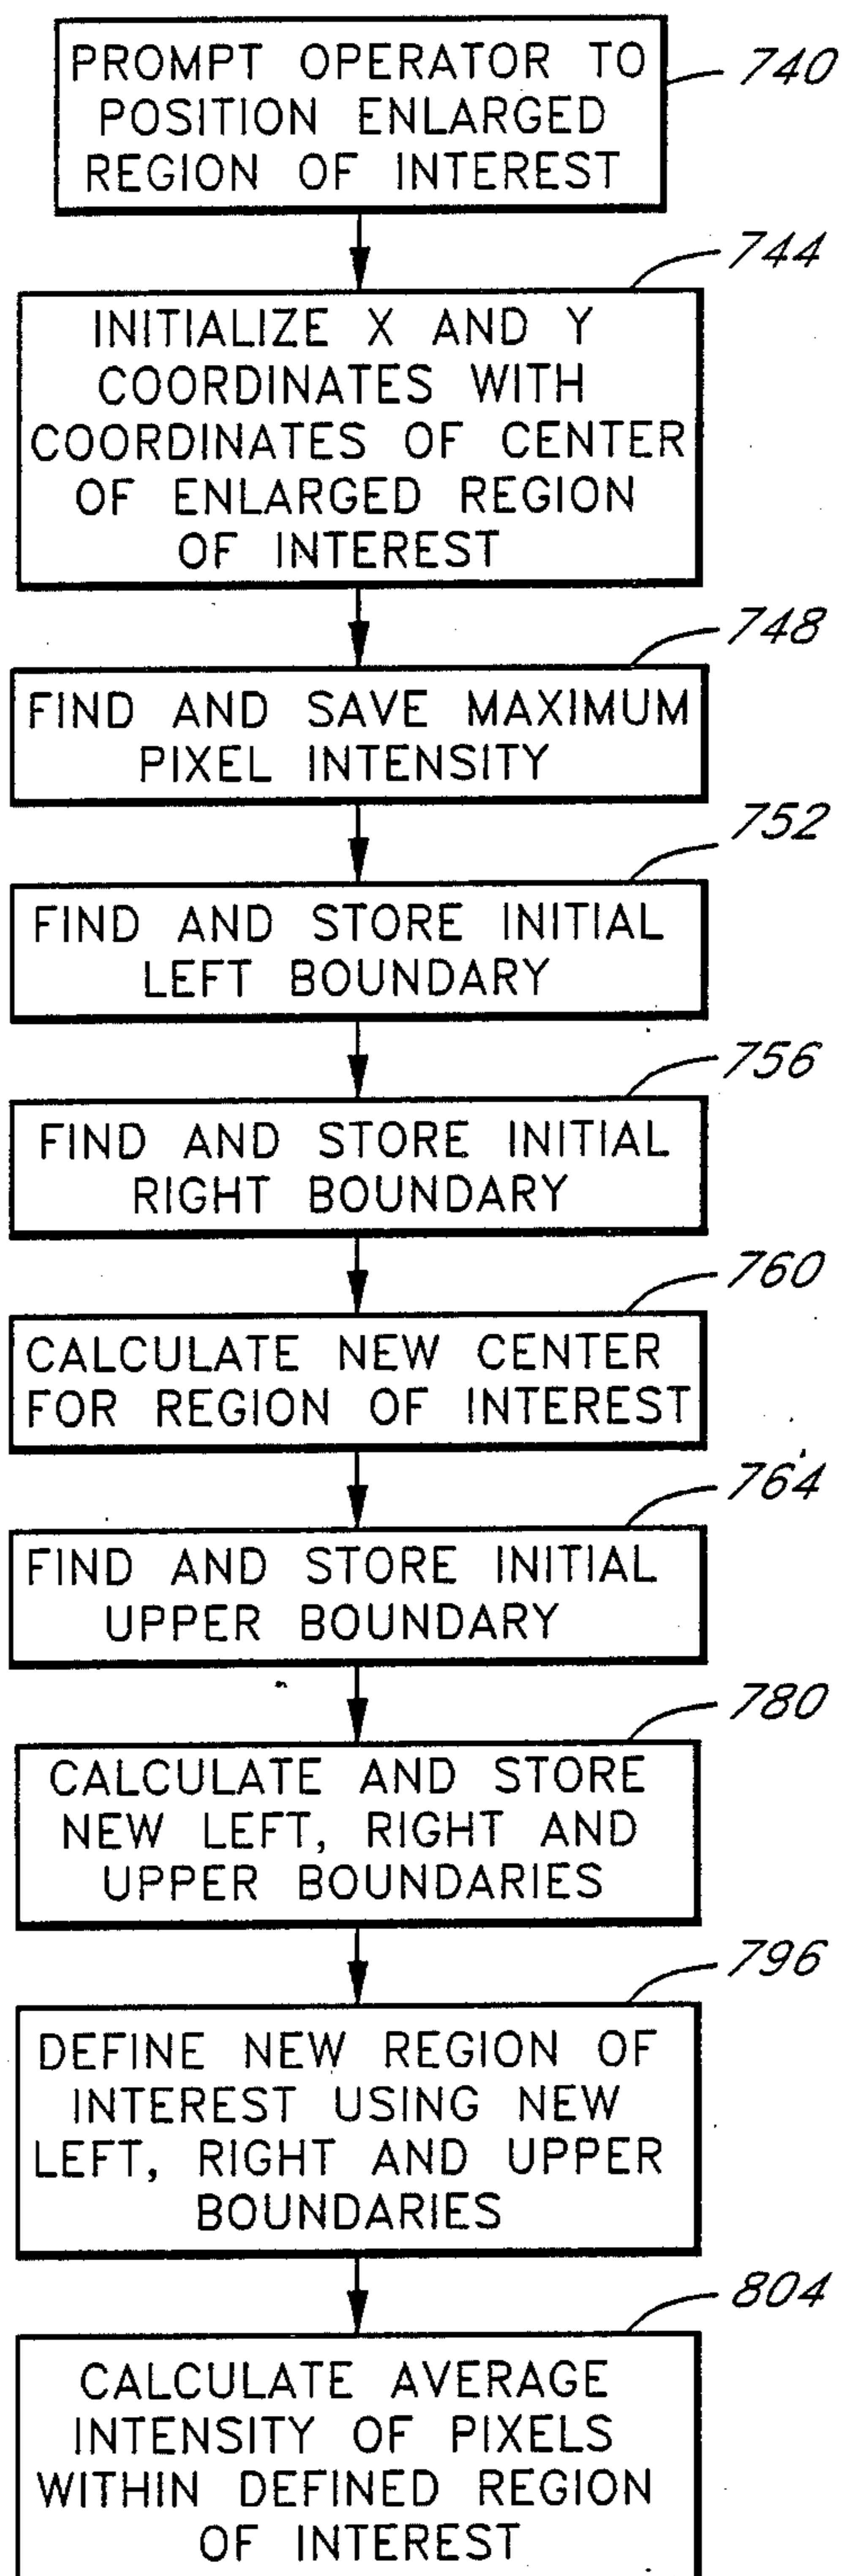 PROMPT OPERATOR TO
POSITION ENLARGED
REGION OF INTEREST
740
744
INITIALIZE X AND Y
COORDINATES WITH
COORDINATES OF CENTER
OF ENLARGED REGION
OF INTEREST
748
FIND AND SAVE MAXIMUM
PIXEL INTENSITY
752
FIND AND STORE INITIAL
LEFT BOUNDARY
756
FIND AND STORE INITIAL
RIGHT BOUNDARY
760
CALCULATE NEW CENTER
FOR REGION OF INTEREST
764
FIND AND STORE INITIAL
UPPER BOUNDARY
780
CALCULATE AND STORE
NEW LEFT, RIGHT AND
UPPER BOUNDARIES
796
DEFINE NEW REGION OF
INTEREST USING NEW
LEFT, RIGHT AND UPPER
BOUNDARIES
804
CALCULATE AVERAGE
INTENSITY OF PIXELS
WITHIN DEFINED REGION
OF INTEREST